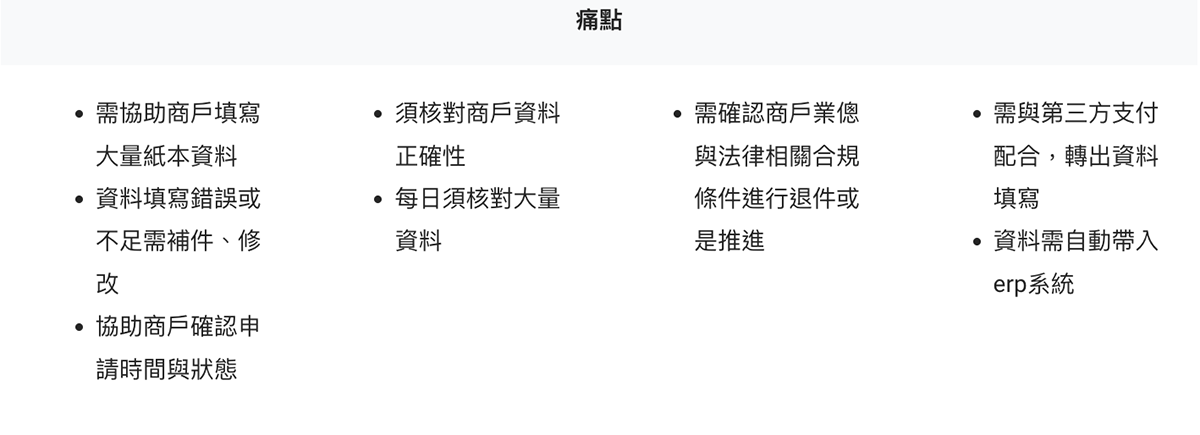 痛點
需協助商戶填寫
大量紙本資料
資料填寫錯誤或
不足需補件、修
改
協助商戶確認申
請時間與狀態
須核對商戶資料
正確性
每日須核對大量
資料
需確認商戶業傯
與法律相關合規
條件進行退件或
是推進
需與第三方支付
配合，轉出資料
填寫
資料需自動帶入
erp系統